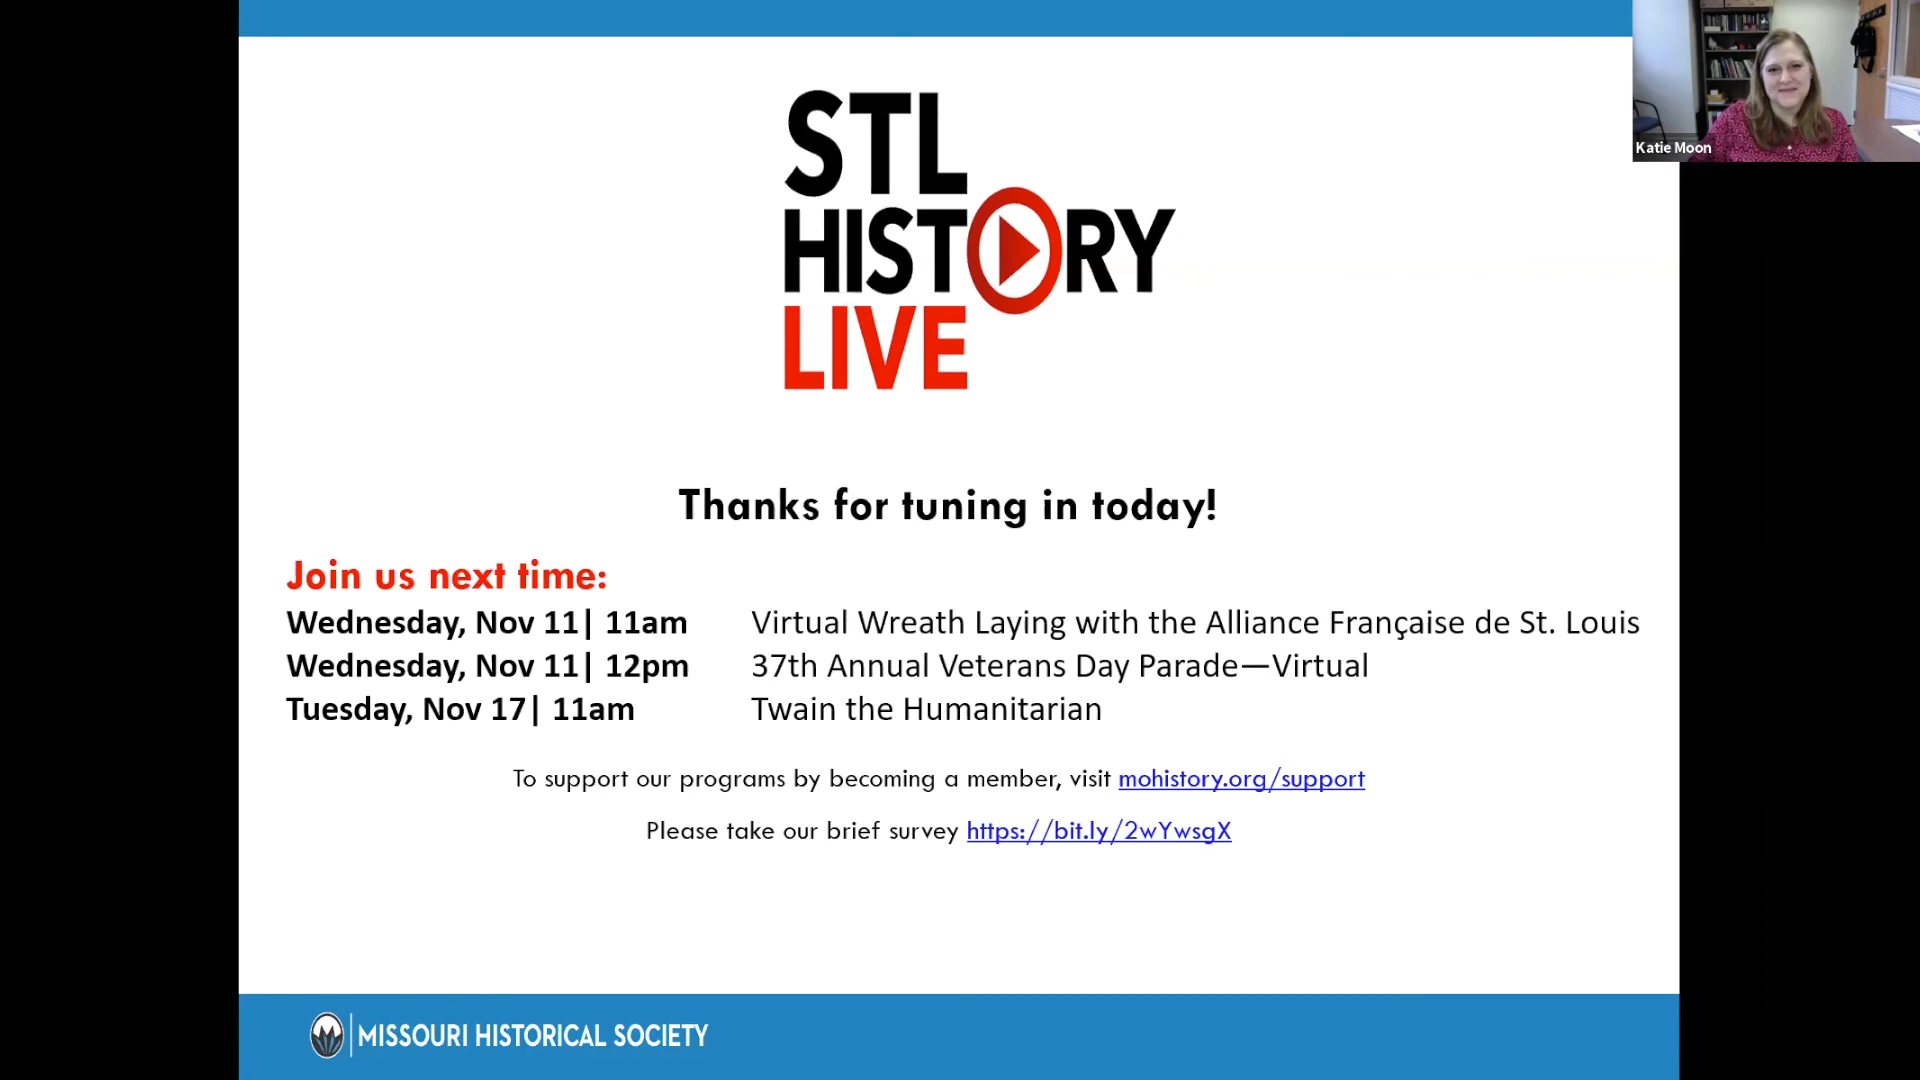 STL
HISTORY
LIVE
Katie Moon
Thanks for tuning in today!
Join us next time:
Wednesday, Nov 11| 11am Virtual Wreath Laying with the Alliance Française de St. Louis
Wednesday, Nov 11| 12pm 37th Annual Veterans Day Parade—Virtual
Tuesday, Nov 17| 11am Twain the Humanitarian
To support our programs by becoming a member, visit mohistory.org/support
Please take our brief survey https://bit.ly/2wYwsgX
MISSOURI HISTORICAL SOCIETY